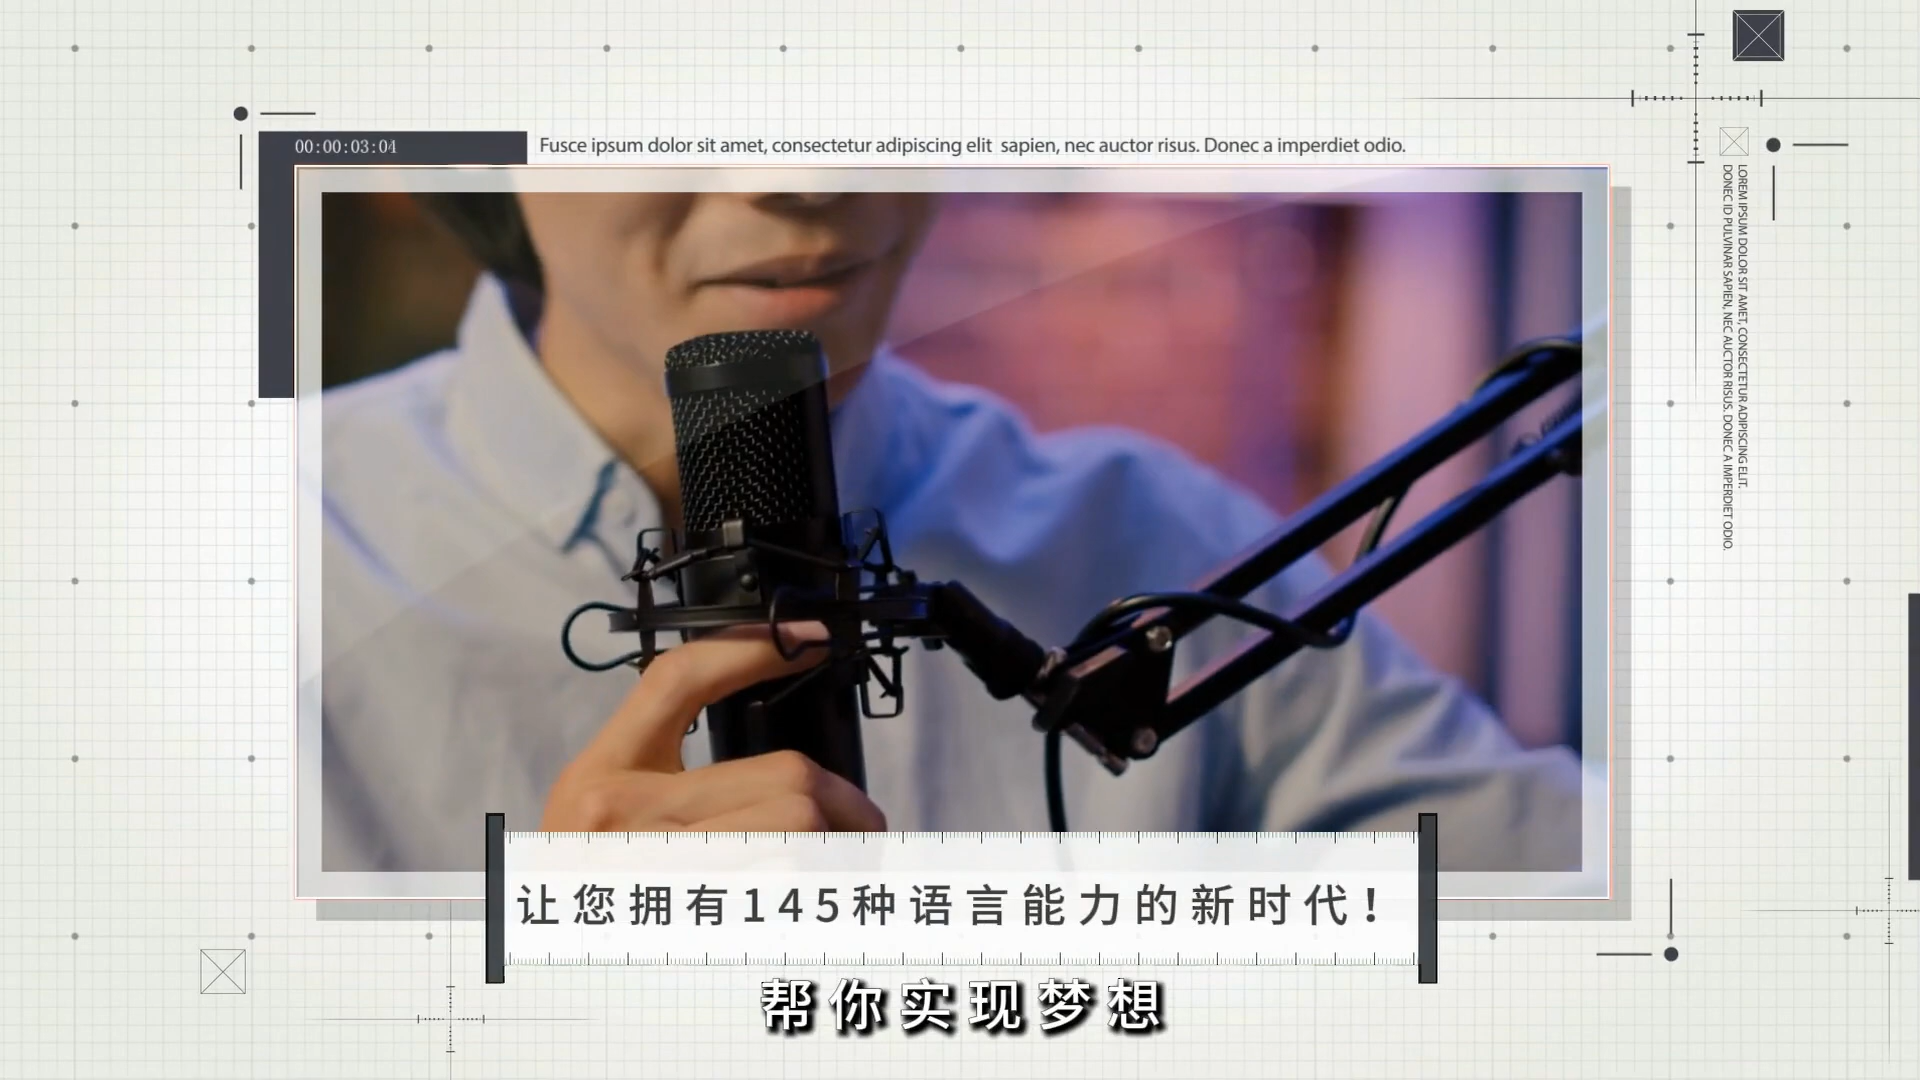 00:00:03:04
Fusce ipsum dolor sit amet, consectetur adipiscing elit sapien, nec auctor risus. Donec a imperdiet odio.
LOREM IPSUM DOLOR SIT AMET, CONSECTETUR ADIPISCING ELIT.
DONEC ID PULVINAR SAPIEN, NEC AUCTOR RISUS. DONEC A IMPERDIET ODIO.
让您拥有145种语言能力的新时代！
帮你实现梦想